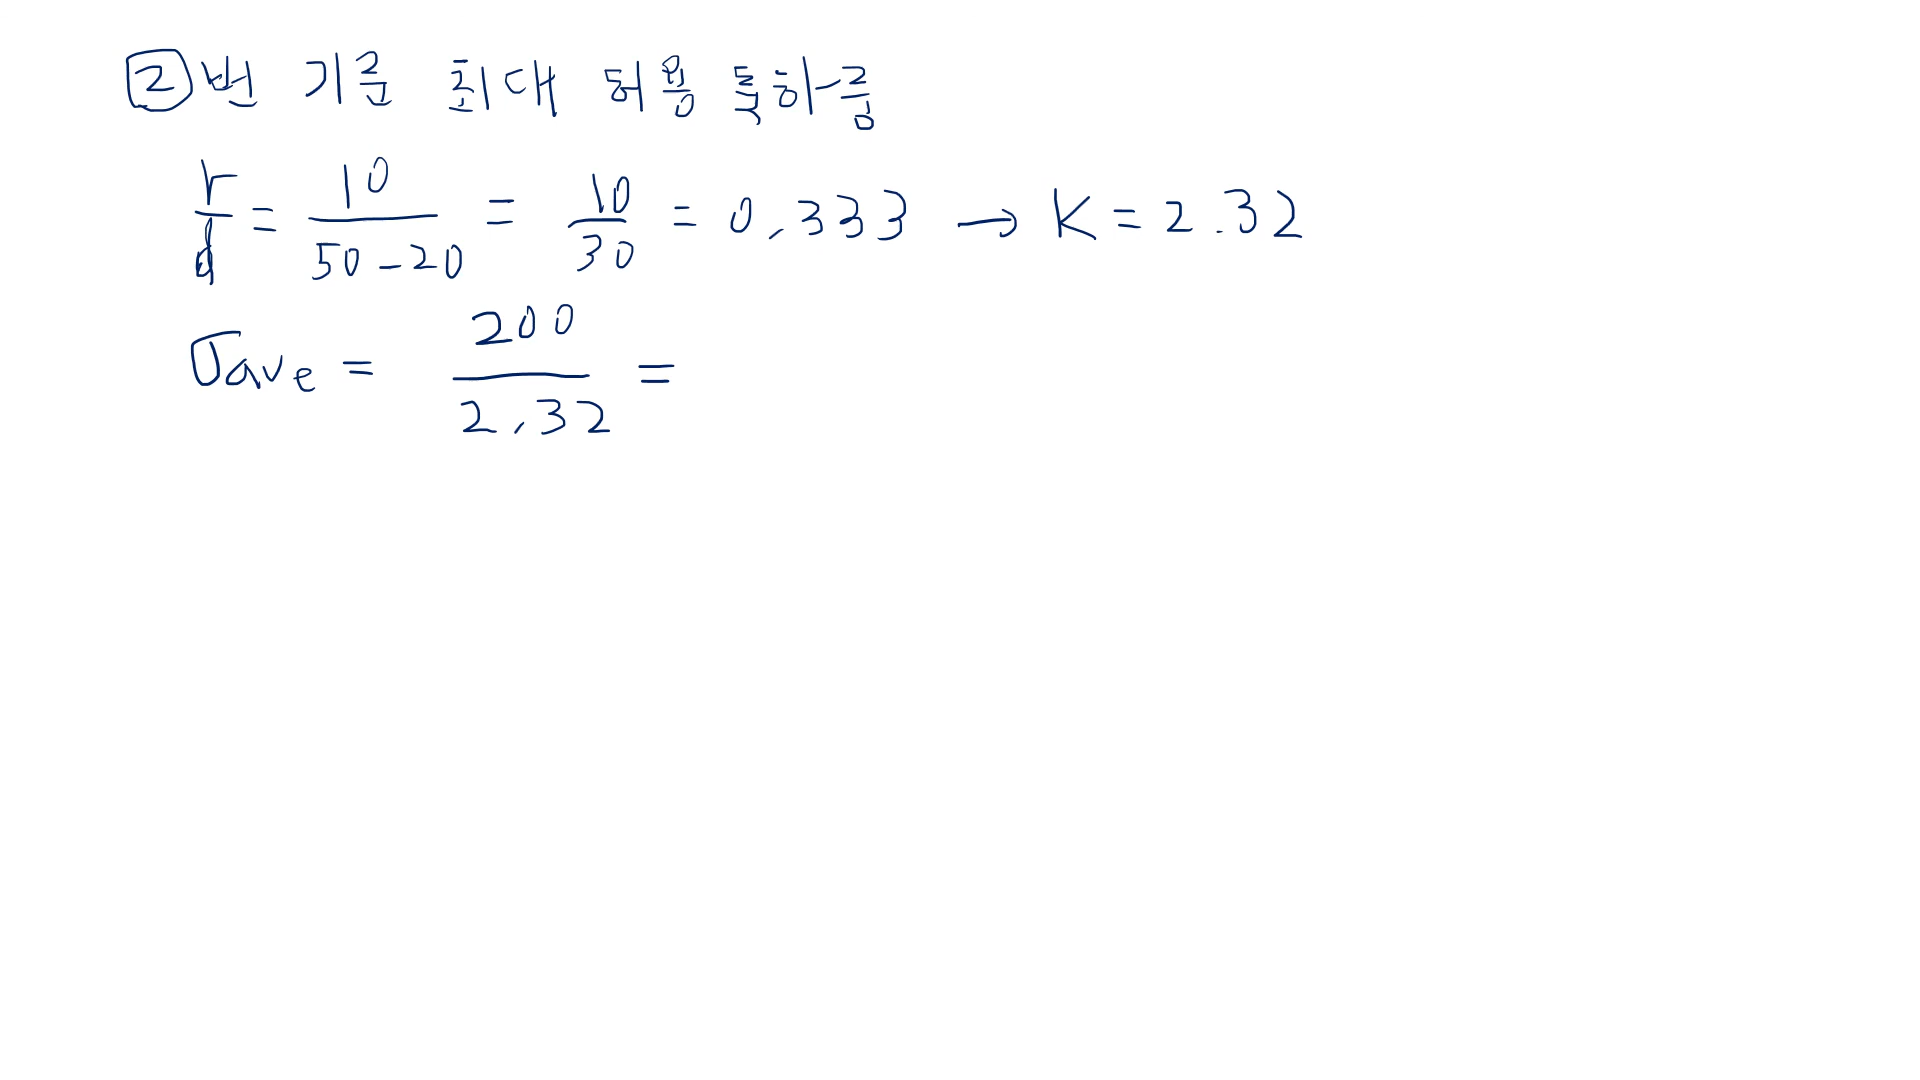 ②번 기준 최대 허용 축하중
r/d = 10/(50-20) = 10/30 = 0.333 → K = 2.32
σave = 200/2.32 =